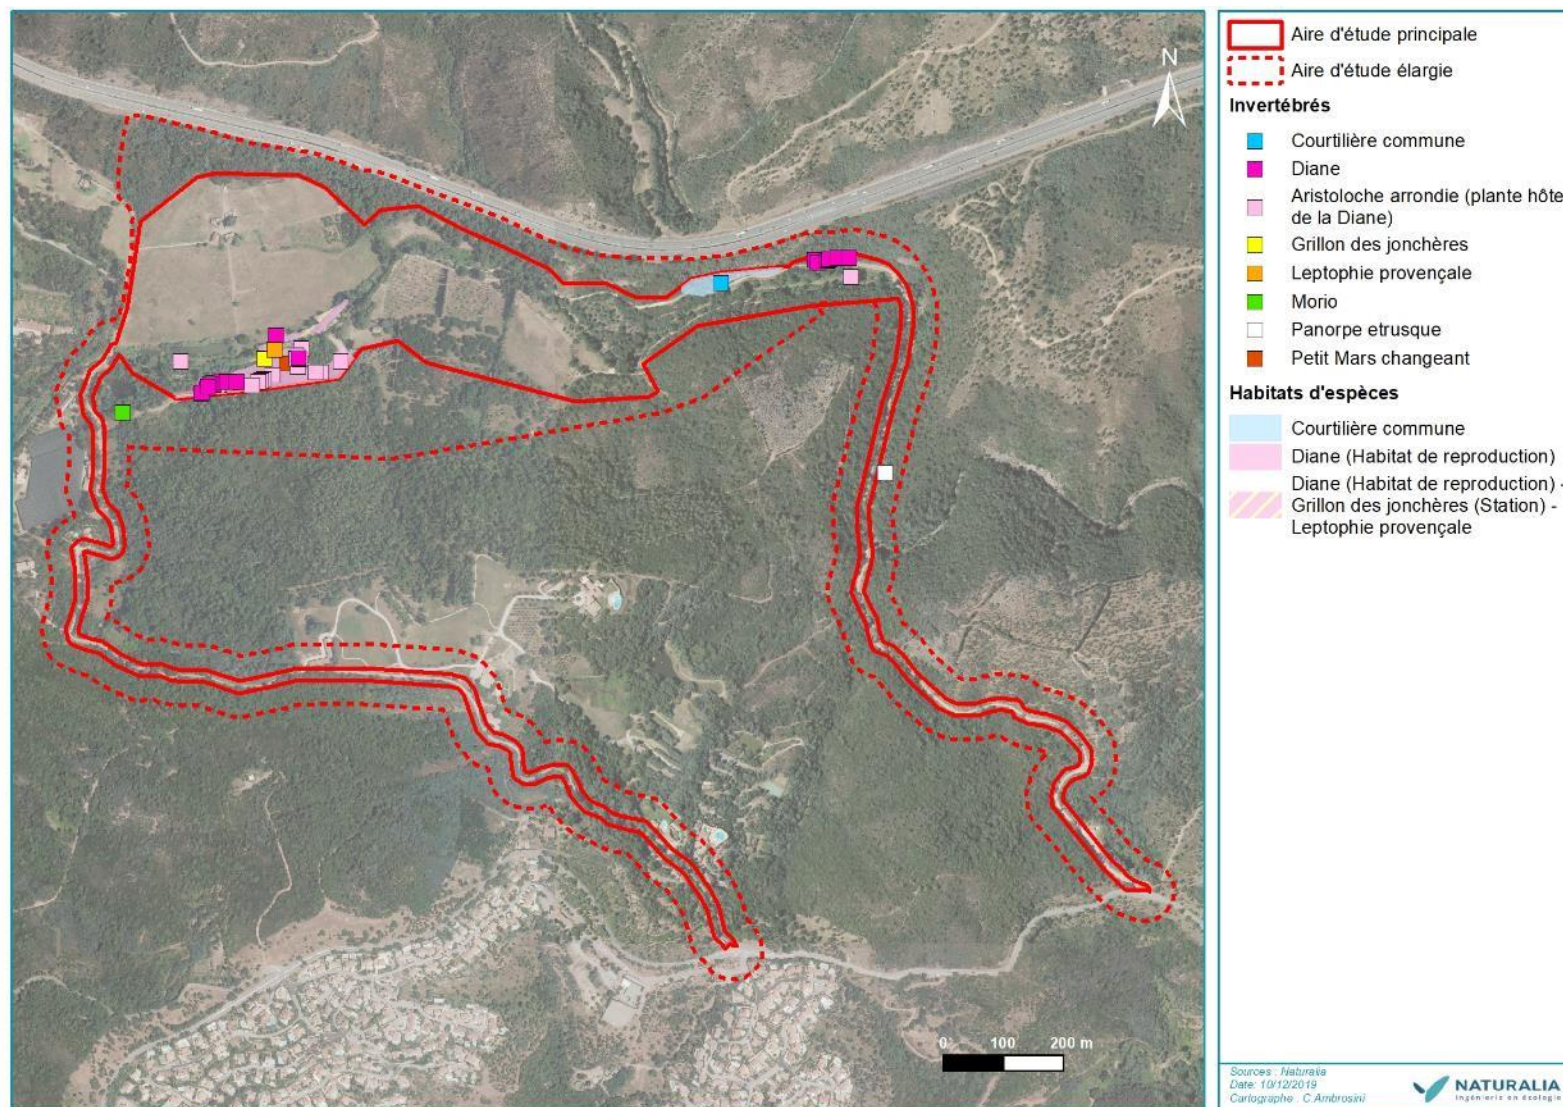 N
0 100 200 m
Aire d'étude principale
Aire d'étude élargie
Invertébrés
Courtilière commune
Diane
Aristoloche arrondie (plante hôte
de la Diane)
Grillon des jonchères
Leptophie provençale
Morio
Panorpe etrusque
Petit Mars changeant
Habitats d'espèces
Courtilière commune
Diane (Habitat de reproduction)
Diane (Habitat de reproduction) -
Grillon des jonchères (Station) -
Leptophie provençale
Sources : Naturalia
Date: 10/12/2019
Cartographe : C.Ambrosini
NATURALIA
Ingénierie en écologie